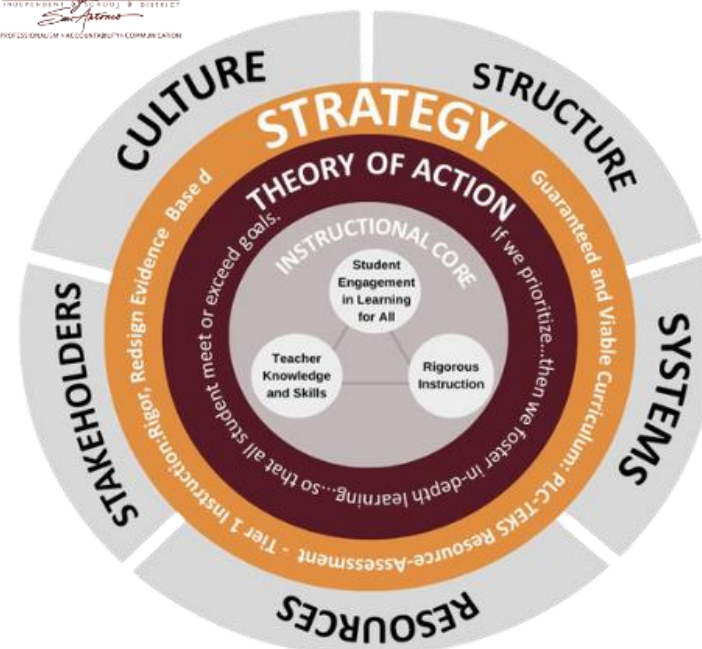 INDEPENDENT SCHOOL DISTRICT
San Antonio
PROFESSIONALISM • ACCOUNTABILITY • COMMUNICATION
CULTURE
STRUCTURE
SYSTEMS
RESOURCES
STAKEHOLDERS
STRATEGY
Guaranteed and Viable Curriculum: PLC-TEKS Resource-Assessment - Tier 1 Instruction:Rigor, Redsign Evidence Based
THEORY OF ACTION
If we prioritize...then we foster in-depth learning....so that all student meet or exceed goals.
INSTRUCTIONAL CORE
Student
Engagement
in Learning
for All
Teacher
Knowledge
and Skills
Rigorous
Instruction